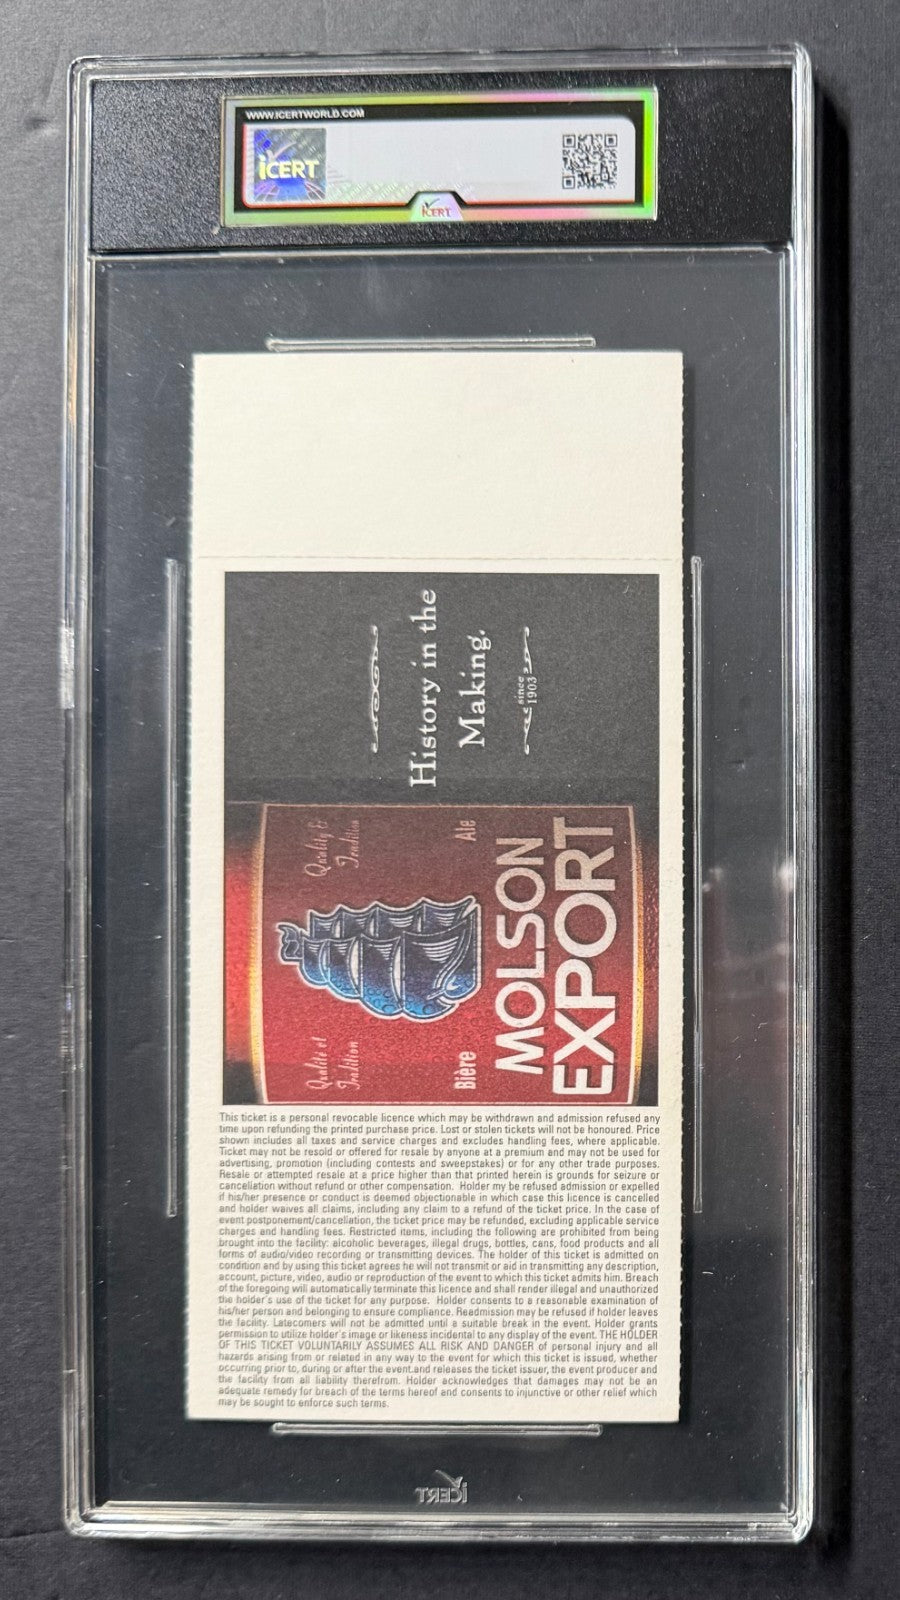 WWW.ICERTWORLD.COM
iCERT
iCERT
History in the
Making.
since
1903
Quality &
Tradition
Ale
MOLSON
EXPORT
Qualité et
Tradition
Bière
This ticket is a personal revocable licence which may be withdrawn and admission refused any
time upon refunding the printed purchase price. Lost or stolen tickets will not be honoured. Price
shown includes all taxes and service charges and excludes handling fees, where applicable.
Ticket may not be resold or offered for resale by anyone at a premium and may not be used for
advertising, promotion (including contests and sweepstakes) or for any other trade purposes.
Resale or attempted resale at a price higher than that printed herein is grounds for seizure or
cancellation without refund or other compensation. Holder my be refused admission or expelled
if his/her presence or conduct is deemed objectionable in which case this licence is cancelled
and holder waives all claims, including any claim to a refund of the ticket price. In the case of
event postponement/cancellation, the ticket price may be refunded, excluding applicable service
charges and handling fees. Restricted items, including the following are prohibited from being
brought into the facility: alcoholic beverages, illegal drugs, bottles, cans, food products and all
forms of audio/video recording or transmitting devices. The holder of this ticket is admitted on
condition and by using this ticket agrees he will not transmit or aid in transmitting any description,
account, picture, video, audio or reproduction of the event to which this ticket admits him. Breach
of the foregoing will automatically terminate this licence and shall render illegal and unauthorized
the holder's use of the ticket for any purpose. Holder consents to a reasonable examination of
his/her person and belonging to ensure compliance. Readmission may be refused if holder leaves
the facility. Latecomers will not be admitted until a suitable break in the event. Holder grants
permission to utilize holder's image or likeness incidental to any display of the event. THE HOLDER
OF THIS TICKET VOLUNTARILY ASSUMES ALL RISK AND DANGER of personal injury and all
hazards arising from or related in any way to the event for which this ticket is issued, whether
occurring prior to, during or after the event.and releases the ticket issuer, the event producer and
the facility from all liability therefrom. Holder acknowledges that damages may not be an
adequate remedy for breach of the terms hereof and consents to injunctive or other relief which
may be sought to enforce such terms.
iCERT